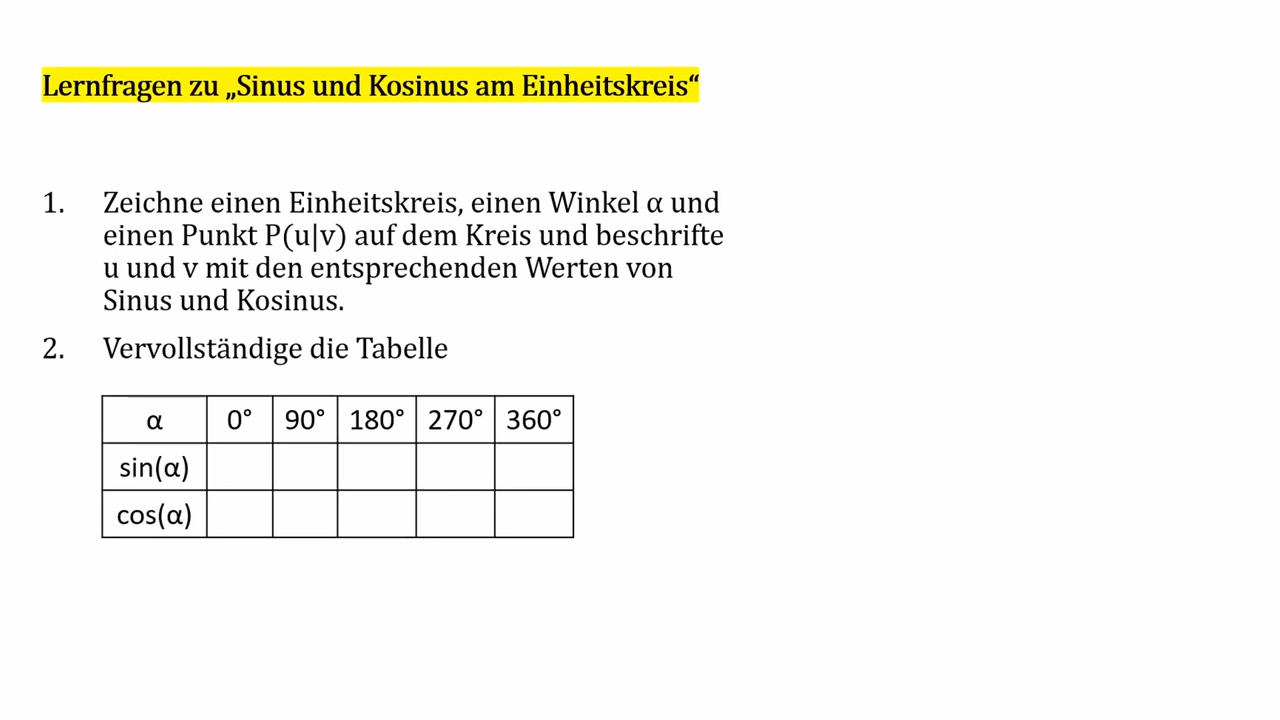 Lernfragen zu „Sinus und Kosinus am Einheitskreis“
1. Zeichne einen Einheitskreis, einen Winkel α und
einen Punkt P(u|v) auf dem Kreis und beschrifte
u und v mit den entsprechenden Werten von
Sinus und Kosinus.
2. Vervollständige die Tabelle
α 0° 90° 180° 270° 360°
sin(α)
cos(α)